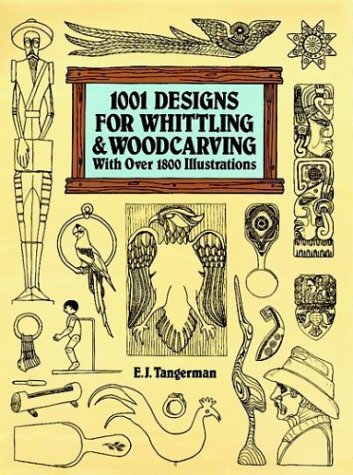 1001 DESIGNS
FOR WHITTLING
& WOODCARVING
With Over 1800 Illustrations
E.J. Tangerman